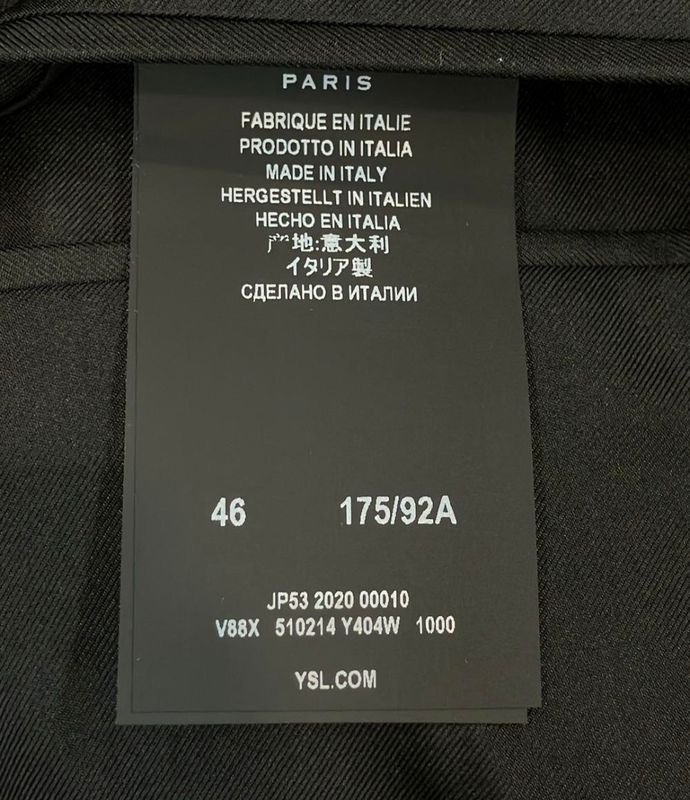 PARIS
FABRIQUE EN ITALIE
PRODOTTO IN ITALIA
MADE IN ITALY
HERGESTELLT IN ITALIEN
HECHO EN ITALIA
产地:意大利
イタリア製
СДЕЛАНО В ИТАЛИИ
46 175/92A
JP53 2020 00010
V88X 510214 Y404W 1000
YSL.COM